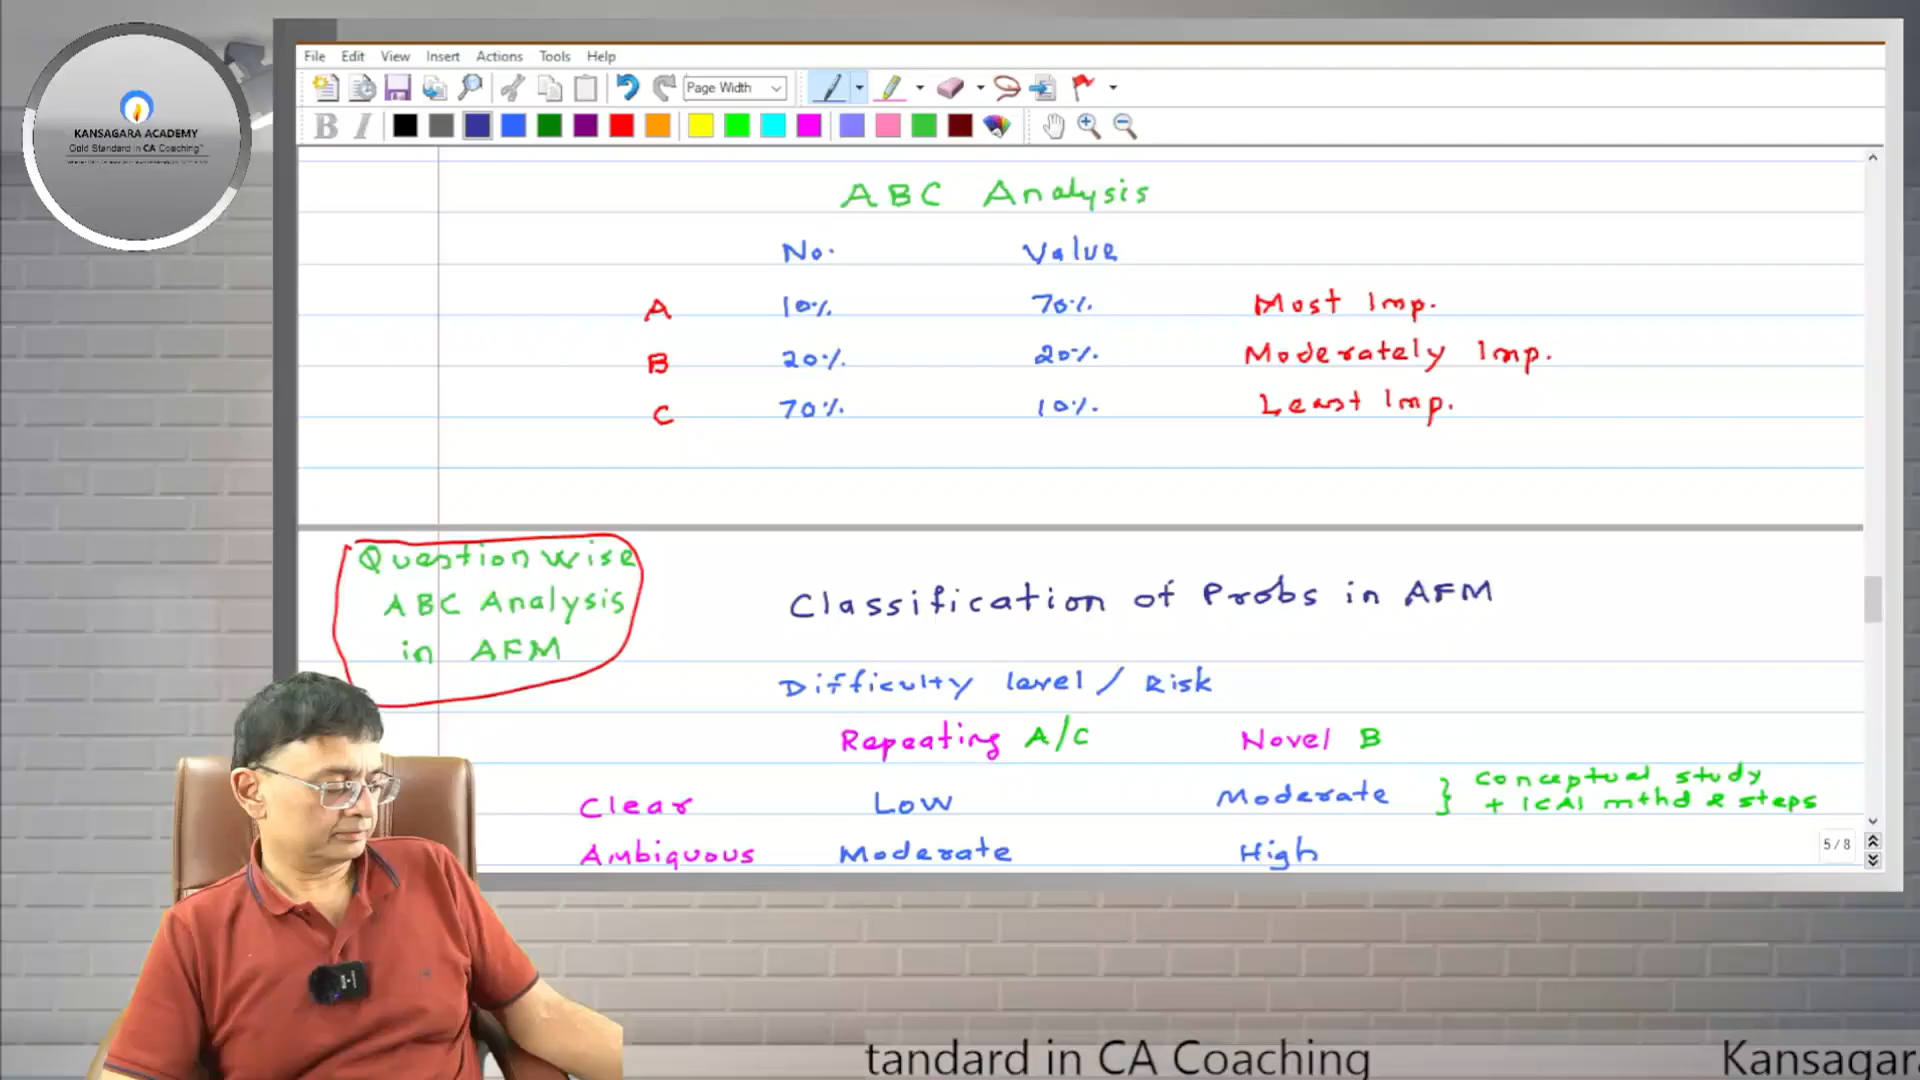 KANSAGARA ACADEMY
Gold Standard in CA Coaching™
File Edit View Insert Actions Tools Help
Page Width
B I
ABC Analysis
No. Value
A 10% 70% Most Imp.
B 20% 20% Moderately Imp.
C 70% 10% Least Imp.
Question wise
ABC Analysis
in AFM
Classification of Probs in AFM
Difficulty level / Risk
Repeating A/C Novel B
Clear Low Moderate } Conceptual study
+ ICAI mthd & steps
Ambiquous Moderate High
5 / 8
tandard in CA Coaching Kansagar